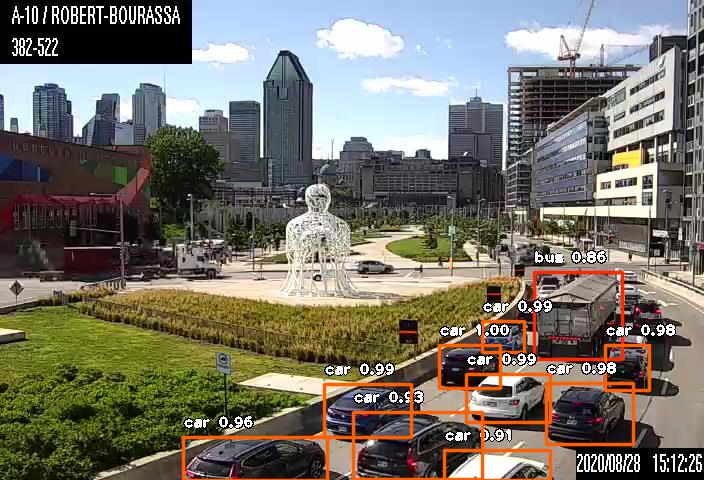 A-10 / ROBERT-BOURASSA
382-522
bus 0.86
car 0.99
car 1.00
car 0.98
car 0.99
car 0.98
car 0.99
car 0.93
car 0.96
car 0.91
2020/08/28 15:12:26